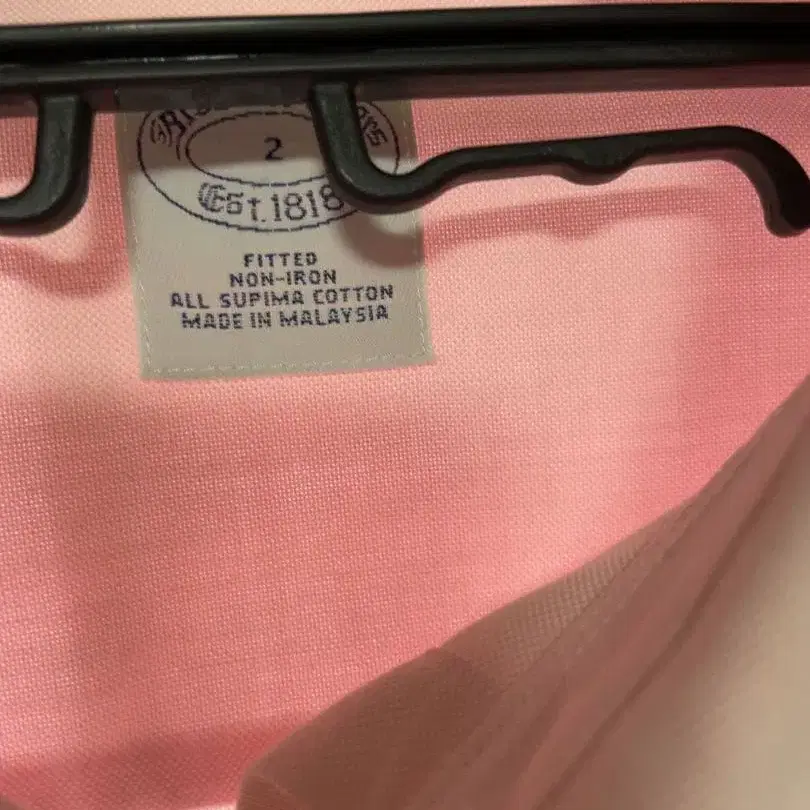 2
Est.1818
FITTED
NON-IRON
ALL SUPIMA COTTON
MADE IN MALAYSIA